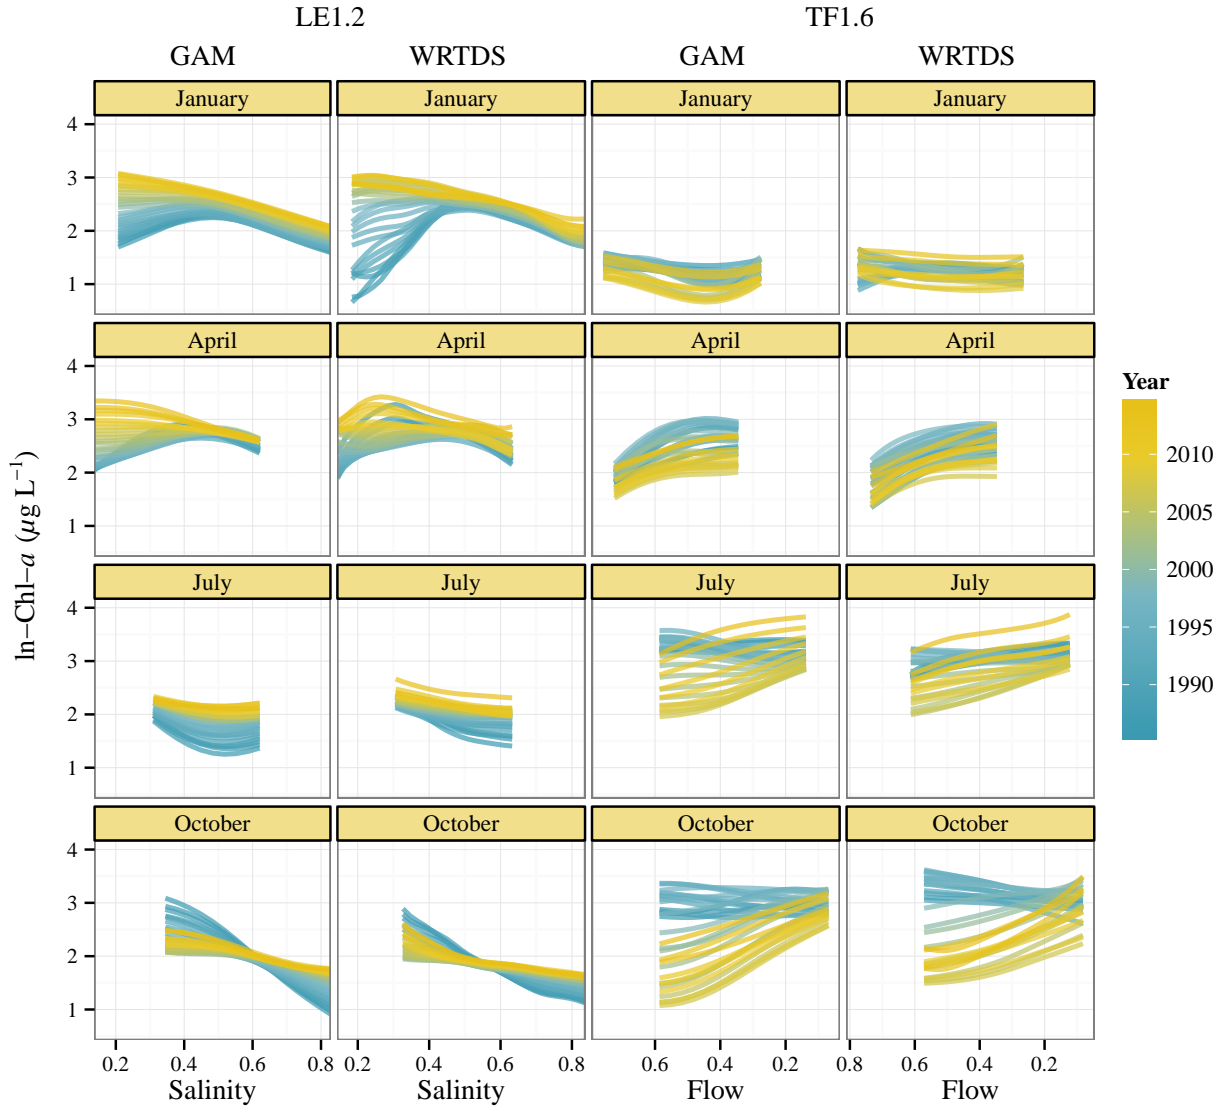 LE1.2 TF1.6
GAM WRTDS GAM WRTDS
January January January January
4
3
2
1
April April April April
4
3
2
1
July July July July
4
3
2
1
October October October October
4
3
2
1
0.2 0.4 0.6 0.8 0.2 0.4 0.6 0.8 0.6 0.4 0.2 0.8 0.6 0.4 0.2
Salinity Salinity Flow Flow
ln−Chl−a (μg L⁻¹)
Year
2010
2005
2000
1995
1990